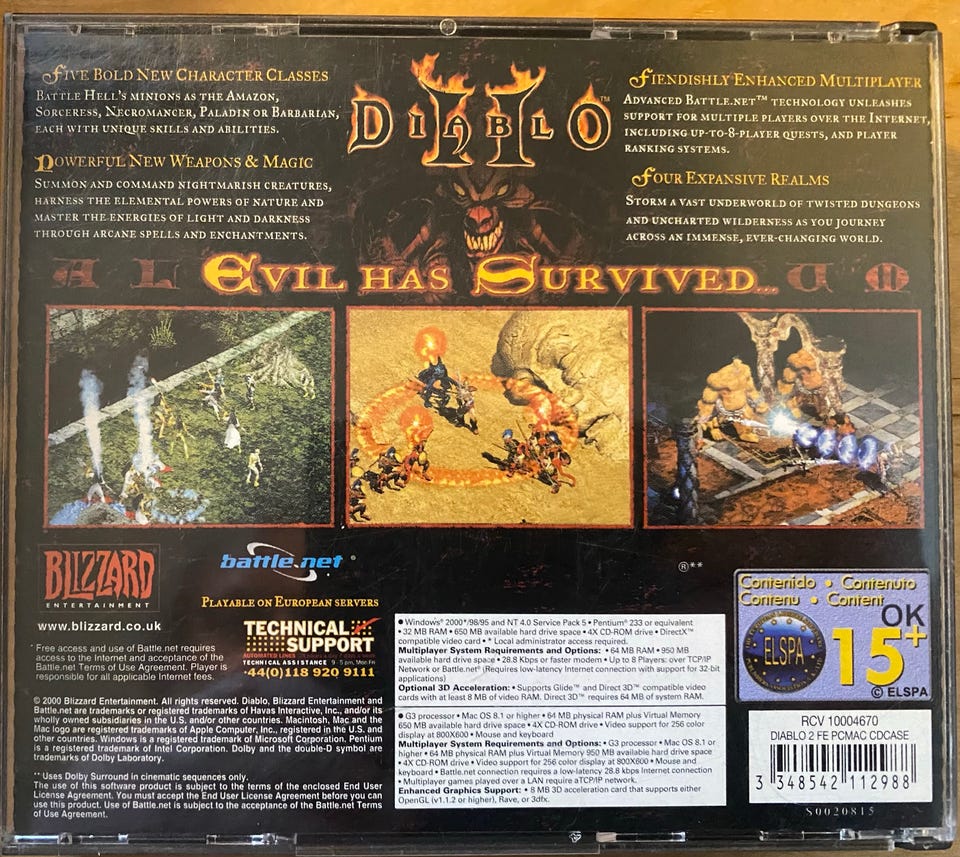 Five Bold New Character Classes
Battle Hell's minions as the Amazon,
Sorceress, Necromancer, Paladin or Barbarian,
each with unique skills and abilities.
Powerful New Weapons & Magic
Summon and command nightmarish creatures,
harness the elemental powers of nature and
master the energies of light and darkness
through arcane spells and enchantments.
DIABLO II™
Fiendishly Enhanced Multiplayer
Advanced Battle.net™ technology unleashes
support for multiple players over the Internet,
including up-to-8-player quests, and player
ranking systems.
Four Expansive Realms
Storm a vast underworld of twisted dungeons
and uncharted wilderness as you journey
across an immense, ever-changing world.
Evil has Survived...
BLIZZARD
ENTERTAINMENT
www.blizzard.co.uk
battle.net®
Playable on European servers
TECHNICAL
SUPPORT
TECHNICAL ASSISTANCE 9-5 pm, Mon-Fri
44(0)118 920 9111
* Free access and use of Battle.net requires
access to the Internet and acceptance of the
Battle.net Terms of Use Agreement. Player is
responsible for all applicable Internet fees.
© 2000 Blizzard Entertainment. All rights reserved. Diablo, Blizzard Entertainment and
Battle.net are trademarks or registered trademarks of Havas Interactive, Inc., and/or its
wholly owned subsidiaries in the U.S. and/or other countries. Macintosh, Mac and the
Mac logo are registered trademarks of Apple Computer, Inc., registered in the U.S. and
other countries. Windows is a registered trademark of Microsoft Corporation. Pentium
is a registered trademark of Intel Corporation. Dolby and the double-D symbol are
trademarks of Dolby Laboratory.
** Uses Dolby Surround in cinematic sequences only.
The use of this software product is subject to the terms of the enclosed End User
License Agreement. You must accept the End User License Agreement before you can
use this product. Use of Battle.net is subject to the acceptance of the Battle.net Terms
of Use Agreement.
®**
• Windows® 2000*/98/95 and NT 4.0 Service Pack 5 • Pentium® 233 or equivalent
• 32 MB RAM • 650 MB available hard drive space • 4X CD-ROM drive • DirectX™
compatible video card • * Local administrator access required.
Multiplayer System Requirements and Options: • 64 MB RAM • 950 MB
available hard drive space • 28.8 Kbps or faster modem • Up to 8 Players: over TCP/IP
Network or Battle.net® (Requires low-latency Internet connection with support for 32-bit
applications)
Optional 3D Acceleration: • Supports Glide™ and Direct 3D™ compatible video
cards with at least 8 MB of video RAM. Direct 3D™ requires 64 MB of system RAM.
• G3 processor • Mac OS 8.1 or higher • 64 MB physical RAM plus Virtual Memory
650 MB available hard drive space • 4X CD-ROM drive • Video support for 256 color
display at 800X600 • Mouse and keyboard
Multiplayer System Requirements and Options: • G3 processor • Mac OS 8.1 or
higher • 64 MB physical RAM plus Virtual Memory 950 MB available hard drive space
• 4X CD-ROM drive • Video support for 256 color display at 800X600 • Mouse and
keyboard • Battle.net connection requires a low-latency 28.8 kbps Internet connection
• Multiplayer games played over a LAN require a TCP/IP network.
Enhanced Graphics Support: • 8 MB 3D acceleration card that supports either
OpenGL (v1.1.2 or higher), Rave, or 3dfx.
Contenido • Contenuto
Contenu • Content
OK
ELSPA
15+
© ELSPA
RCV 10004670
DIABLO 2 FE PCMAC CDCASE
3 348542 112988
S0020815